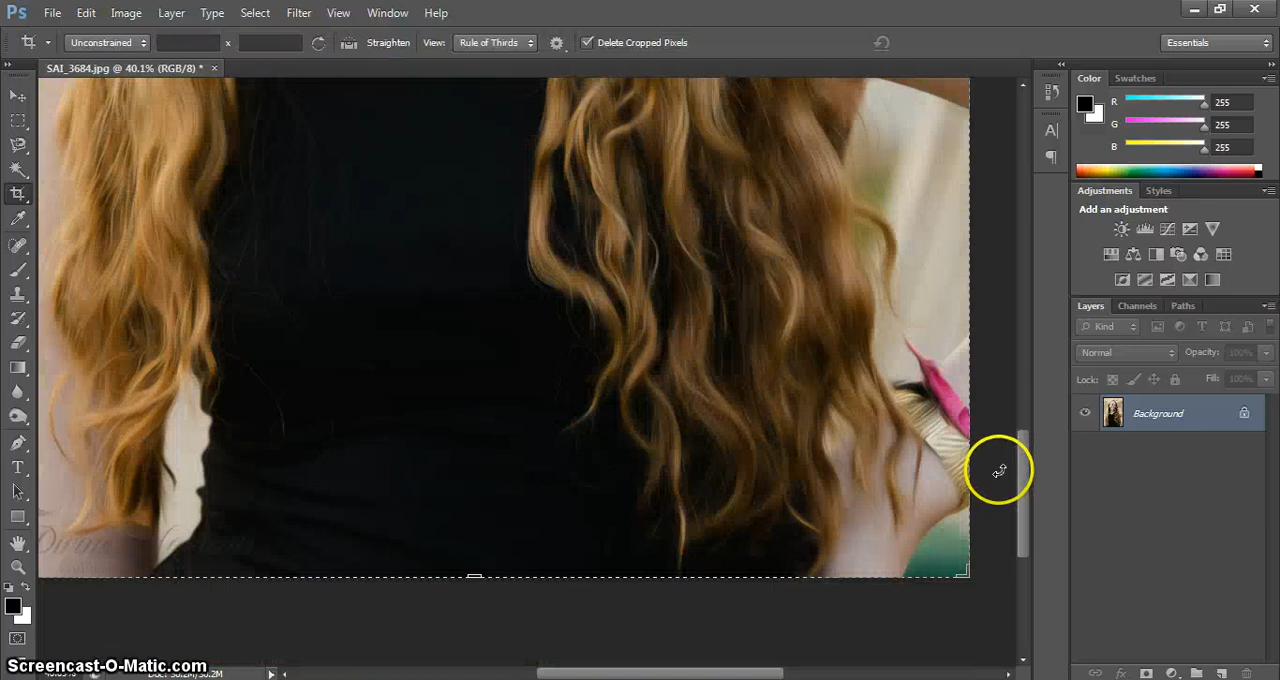 Ps File Edit Image Layer Type Select Filter View Window Help
Unconstrained x Straighten View: Rule of Thirds Delete Cropped Pixels Essentials
SAI_3684.jpg @ 40.1% (RGB/8) * ×
Color Swatches
R 255
G 255
B 255
Adjustments Styles
Add an adjustment
Layers Channels Paths
Kind
Normal Opacity: 100%
Lock: Fill: 100%
Background
Screencast-O-Matic.com